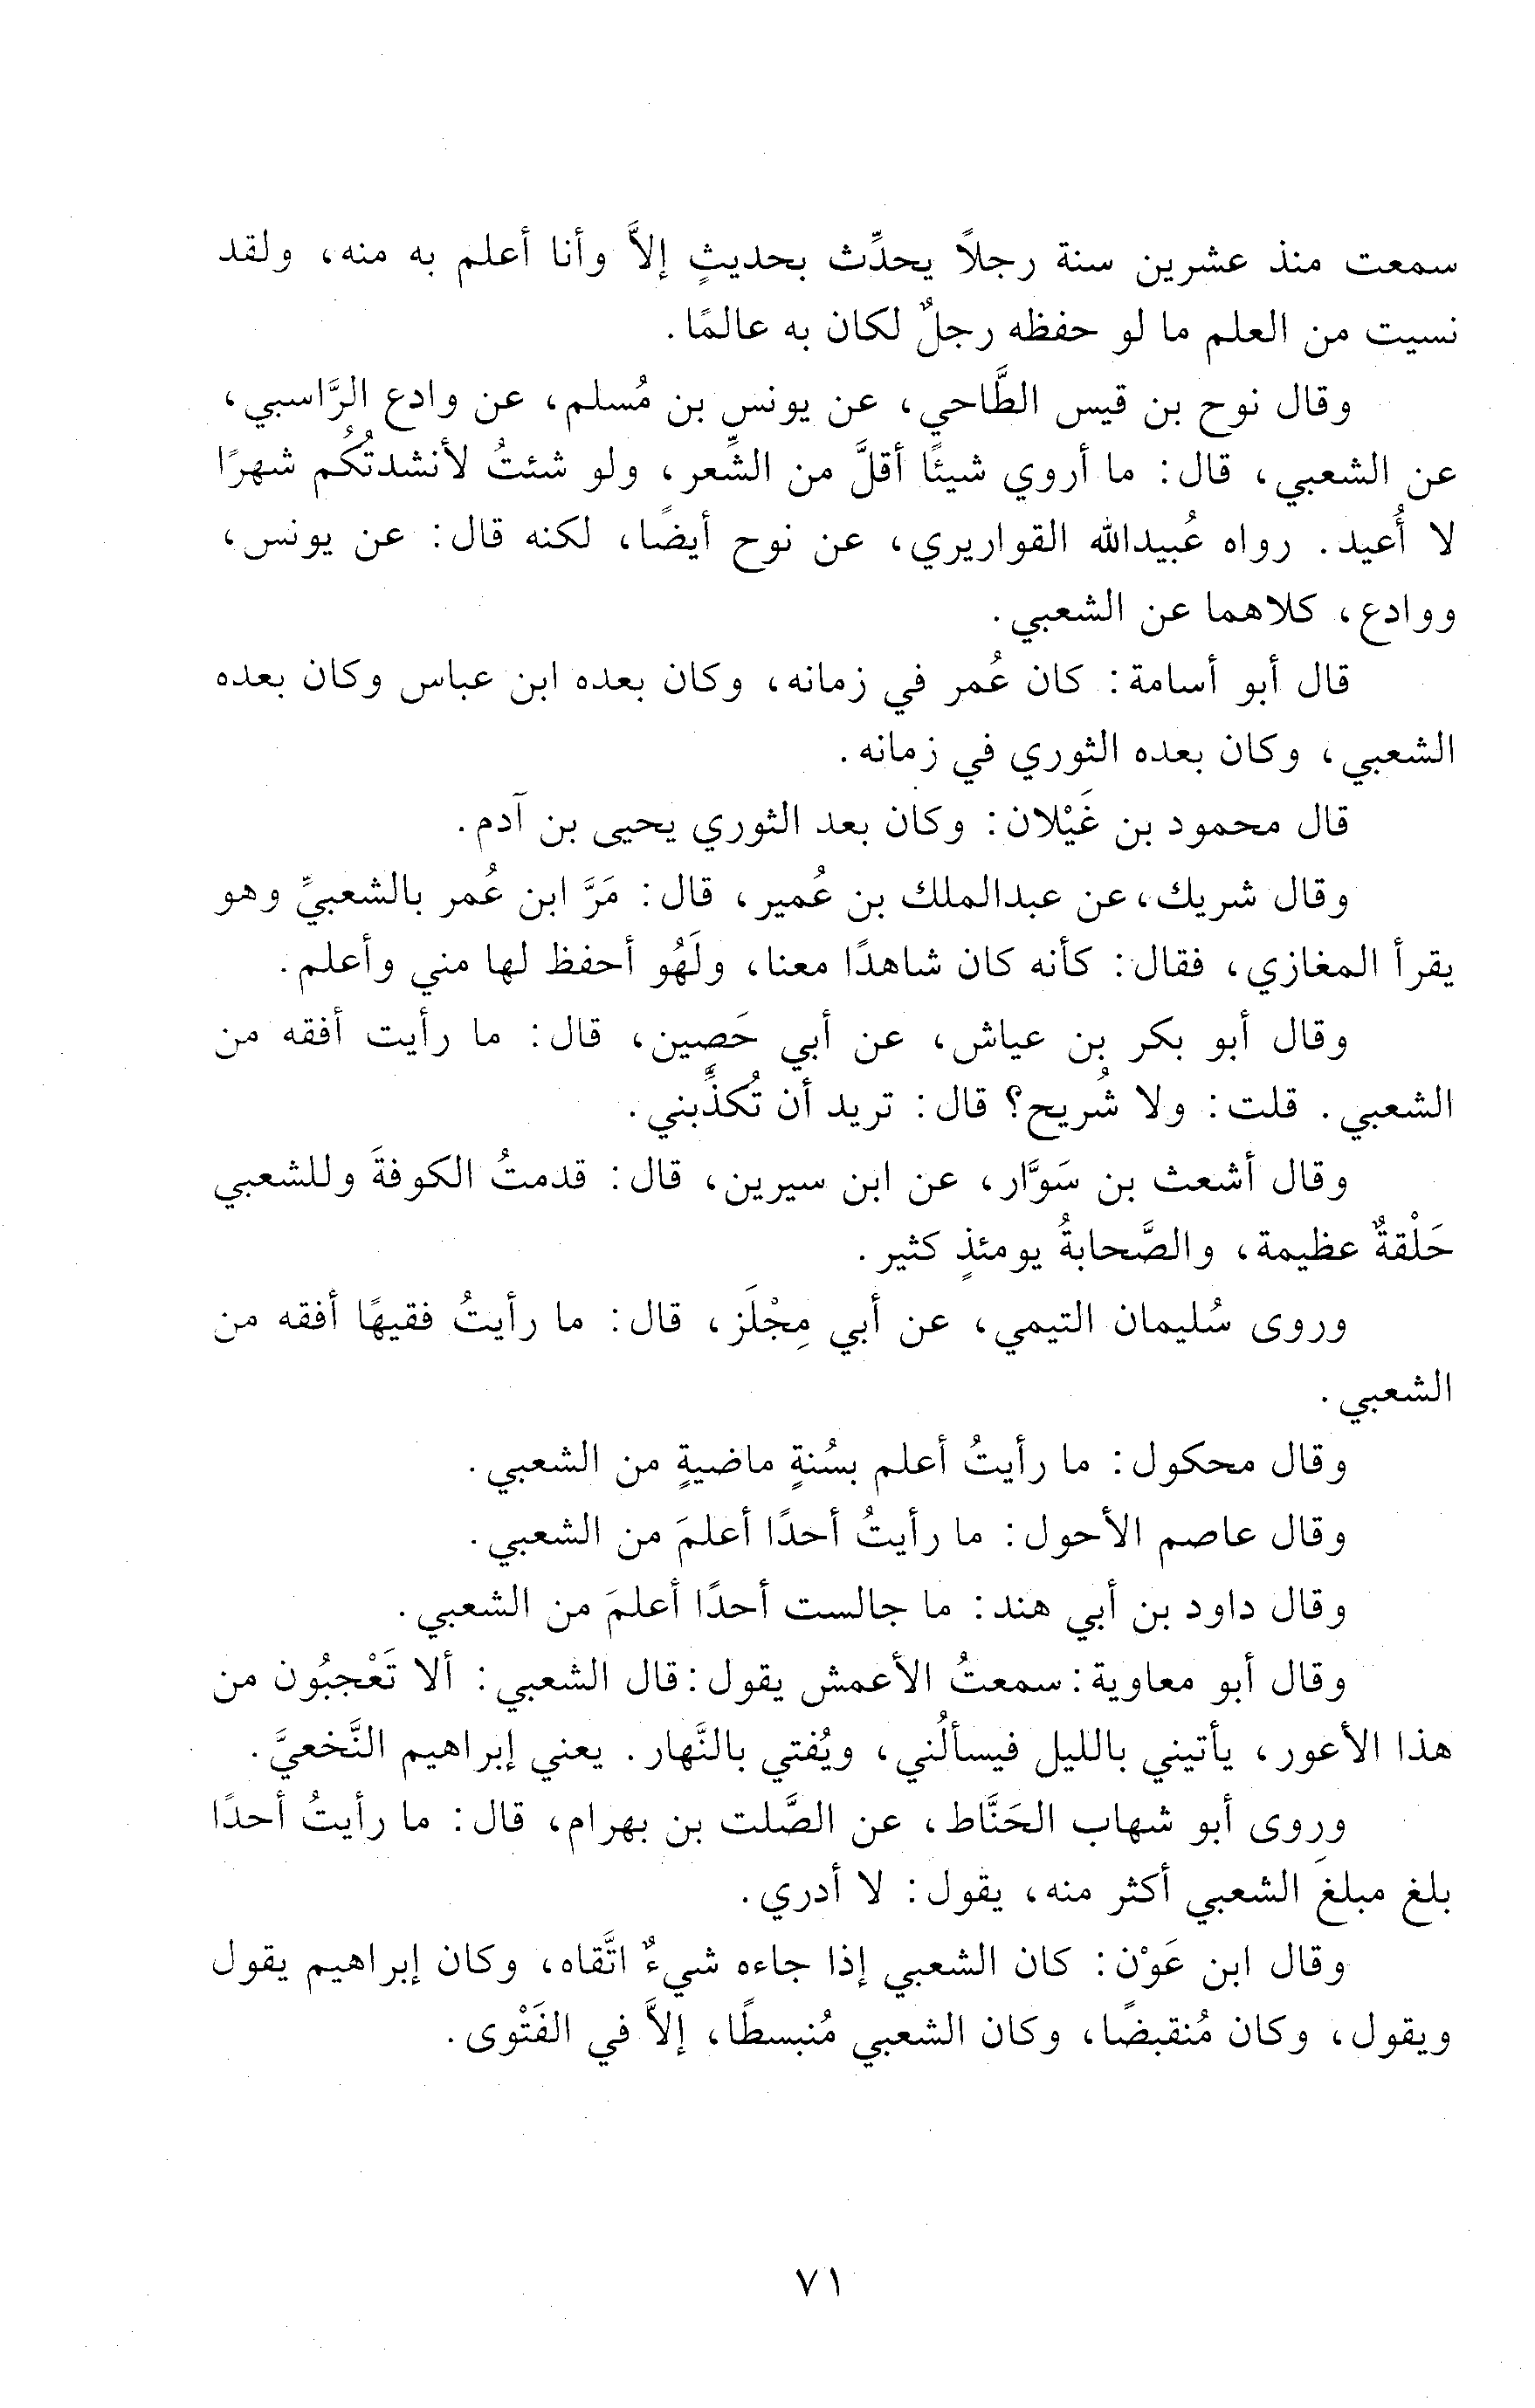 سمعت منذ عشرين سنة رجلاً يحدِّث بحديثٍ إلاَّ وأنا أعلم به منه، ولقد
نسيت من العلم ما لو حفظه رجلٌ لكان به عالمًا.
وقال نوح بن قيس الطَّاحي، عن يونس بن مُسلم، عن وادع الرَّاسبي،
عن الشعبي، قال: ما أروي شيئًا أقلَّ من الشِّعر، ولو شئتُ لأنشدتُكُم شهرًا
لا أُعيد. رواه عُبيدالله القواريري، عن نوح أيضًا، لكنه قال: عن يونس،
ووادع، كلاهما عن الشعبي.
قال أبو أسامة: كان عُمر في زمانه، وكان بعده ابن عباس وكان بعده
الشعبي، وكان بعده الثوري في زمانه.
قال محمود بن غَيْلان: وكان بعد الثوري يحيى بن آدم.
وقال شريك، عن عبدالملك بن عُمير، قال: مَرَّ ابن عُمر بالشعبيِّ وهو
يقرأ المغازي، فقال: كأنه كان شاهدًا معنا، ولَهُو أحفظ لها مني وأعلم.
وقال أبو بكر بن عياش، عن أبي حَصين، قال: ما رأيت أفقه من
الشعبي. قلت: ولا شُريح؟ قال: تريد أن تُكذِّبني.
وقال أشعث بن سَوَّار، عن ابن سيرين، قال: قدمتُ الكوفةَ وللشعبي
حَلْقةٌ عظيمة، والصَّحابةُ يومئذٍ كثير.
وروى سُليمان التيمي، عن أبي مِجْلَز، قال: ما رأيتُ فقيهًا أفقه من
الشعبي.
وقال محكول: ما رأيتُ أعلم بسُنةٍ ماضيةٍ من الشعبي.
وقال عاصم الأحول: ما رأيتُ أحدًا أعلمَ من الشعبي.
وقال داود بن أبي هند: ما جالست أحدًا أعلمَ من الشعبي.
وقال أبو معاوية: سمعتُ الأعمش يقول: قال الشعبي: ألا تَعْجبُون من
هذا الأعور، يأتيني بالليل فيسألُني، ويُفتي بالنَّهار. يعني إبراهيم النَّخعيَّ.
وروى أبو شهاب الحَنَّاط، عن الصَّلت بن بهرام، قال: ما رأيتُ أحدًا
بلغ مبلغَ الشعبي أكثر منه، يقول: لا أدري.
وقال ابن عَوْن: كان الشعبي إذا جاءه شيءٌ اتَّقاه، وكان إبراهيم يقول
ويقول، وكان مُنقبضًا، وكان الشعبي مُنبسطًا، إلاَّ في الفَتْوى.
٧١